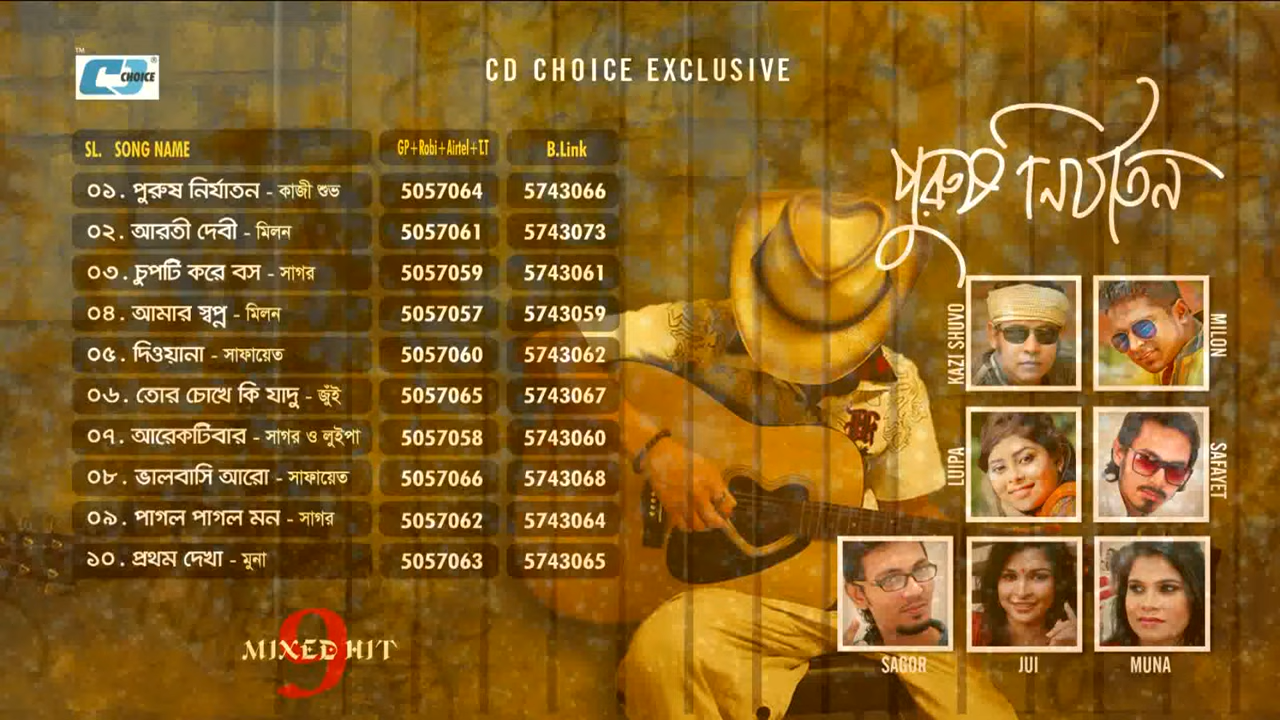 TM
CD CHOICE ®
CD CHOICE EXCLUSIVE
পুরুষ নির্যাতন
SL. SONG NAME GP+Robi+Airtel+T.T B.Link
০১. পুরুষ নির্যাতন - কাজী শুভ 5057064 5743066
০২. আরতী দেবী - মিলন 5057061 5743073
০৩. চুপটি করে বস - সাগর 5057059 5743061
০৪. আমার স্বপ্ন - মিলন 5057057 5743059
০৫. দিওয়ানা - সাফায়েত 5057060 5743062
০৬. তোর চোখে কি যাদু - জুঁই 5057065 5743067
০৭. আরেকটিবার - সাগর ও লুইপা 5057058 5743060
০৮. ভালবাসি আরো - সাফায়েত 5057066 5743068
০৯. পাগল পাগল মন - সাগর 5057062 5743064
১০. প্রথম দেখা - মুনা 5057063 5743065
KAZI SHUVO
MILON
LUIPA
SAFAYET
SAGOR JUI MUNA
MIXED HIT
9